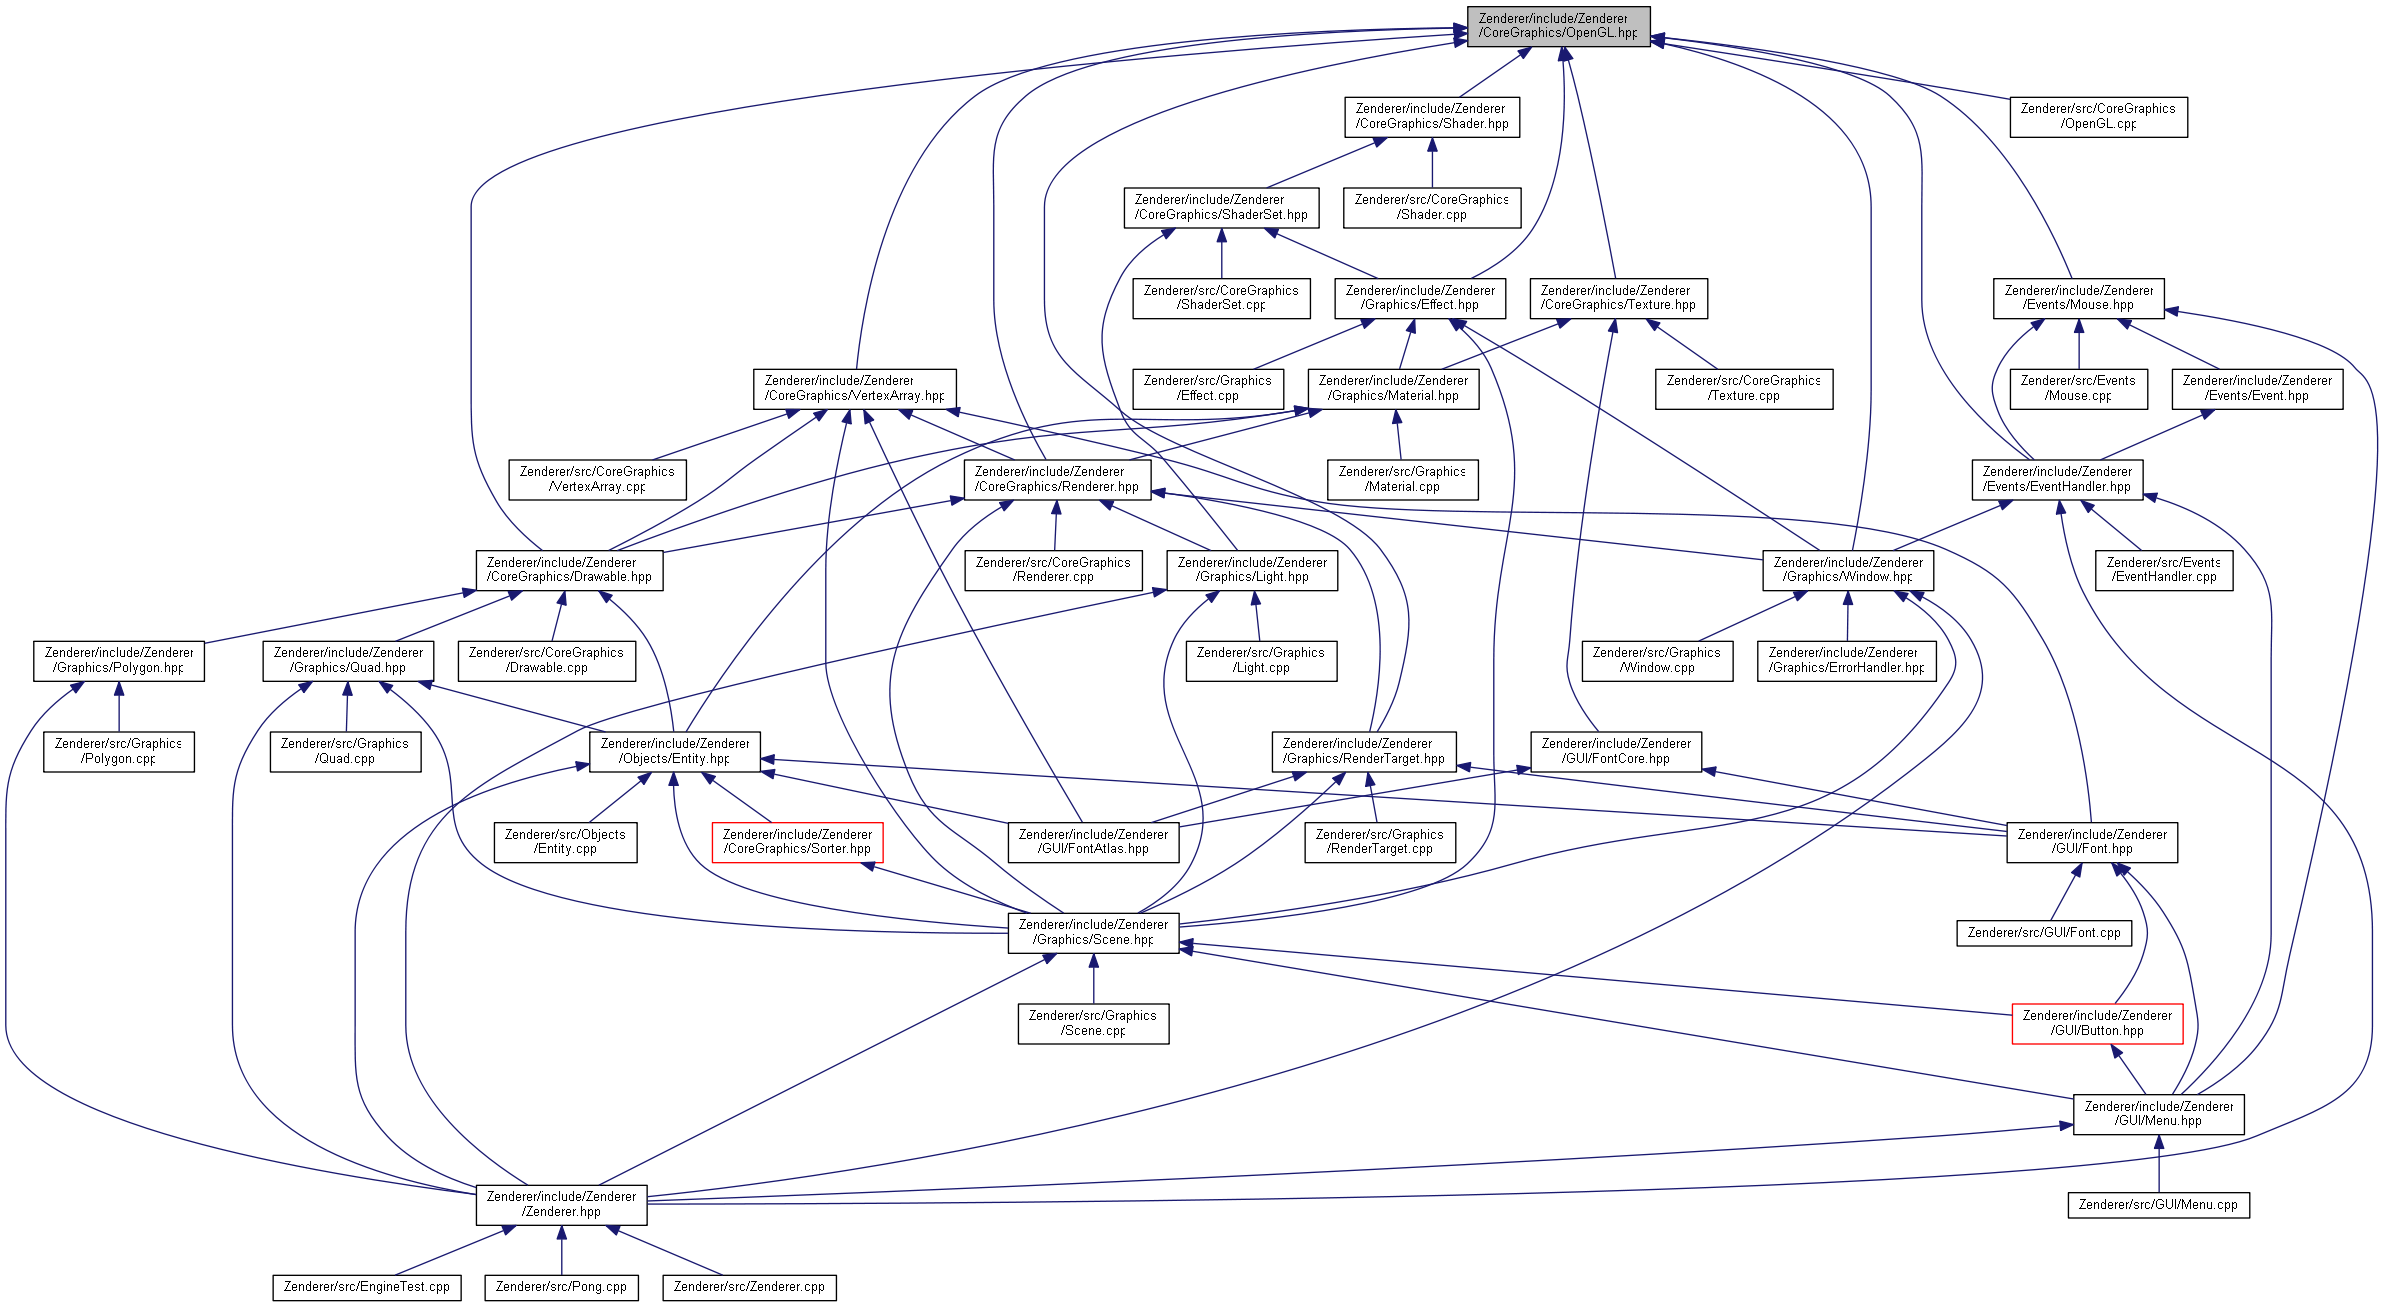 Zenderer/include/Zenderer
/CoreGraphics/OpenGL.hpp
Zenderer/include/Zenderer
/CoreGraphics/Shader.hpp
Zenderer/src/CoreGraphics
/OpenGL.cpp
Zenderer/include/Zenderer
/CoreGraphics/ShaderSet.hpp
Zenderer/src/CoreGraphics
/Shader.cpp
Zenderer/src/CoreGraphics
/ShaderSet.cpp
Zenderer/include/Zenderer
/Graphics/Effect.hpp
Zenderer/include/Zenderer
/CoreGraphics/Texture.hpp
Zenderer/include/Zenderer
/Events/Mouse.hpp
Zenderer/include/Zenderer
/CoreGraphics/VertexArray.hpp
Zenderer/src/Graphics
/Effect.cpp
Zenderer/include/Zenderer
/Graphics/Material.hpp
Zenderer/src/CoreGraphics
/Texture.cpp
Zenderer/src/Events
/Mouse.cpp
Zenderer/include/Zenderer
/Events/Event.hpp
Zenderer/src/CoreGraphics
/VertexArray.cpp
Zenderer/include/Zenderer
/CoreGraphics/Renderer.hpp
Zenderer/src/Graphics
/Material.cpp
Zenderer/include/Zenderer
/Events/EventHandler.hpp
Zenderer/include/Zenderer
/CoreGraphics/Drawable.hpp
Zenderer/src/CoreGraphics
/Renderer.cpp
Zenderer/include/Zenderer
/Graphics/Light.hpp
Zenderer/include/Zenderer
/Graphics/Window.hpp
Zenderer/src/Events
/EventHandler.cpp
Zenderer/include/Zenderer
/Graphics/Polygon.hpp
Zenderer/include/Zenderer
/Graphics/Quad.hpp
Zenderer/src/CoreGraphics
/Drawable.cpp
Zenderer/src/Graphics
/Light.cpp
Zenderer/src/Graphics
/Window.cpp
Zenderer/include/Zenderer
/Graphics/ErrorHandler.hpp
Zenderer/src/Graphics
/Polygon.cpp
Zenderer/src/Graphics
/Quad.cpp
Zenderer/include/Zenderer
/Objects/Entity.hpp
Zenderer/include/Zenderer
/Graphics/RenderTarget.hpp
Zenderer/include/Zenderer
/GUI/FontCore.hpp
Zenderer/src/Objects
/Entity.cpp
Zenderer/include/Zenderer
/CoreGraphics/Sorter.hpp
Zenderer/include/Zenderer
/GUI/FontAtlas.hpp
Zenderer/src/Graphics
/RenderTarget.cpp
Zenderer/include/Zenderer
/GUI/Font.hpp
Zenderer/include/Zenderer
/Graphics/Scene.hpp
Zenderer/src/GUI/Font.cpp
Zenderer/src/Graphics
/Scene.cpp
Zenderer/include/Zenderer
/GUI/Button.hpp
Zenderer/include/Zenderer
/GUI/Menu.hpp
Zenderer/include/Zenderer
/Zenderer.hpp
Zenderer/src/GUI/Menu.cpp
Zenderer/src/EngineTest.cpp
Zenderer/src/Pong.cpp
Zenderer/src/Zenderer.cpp